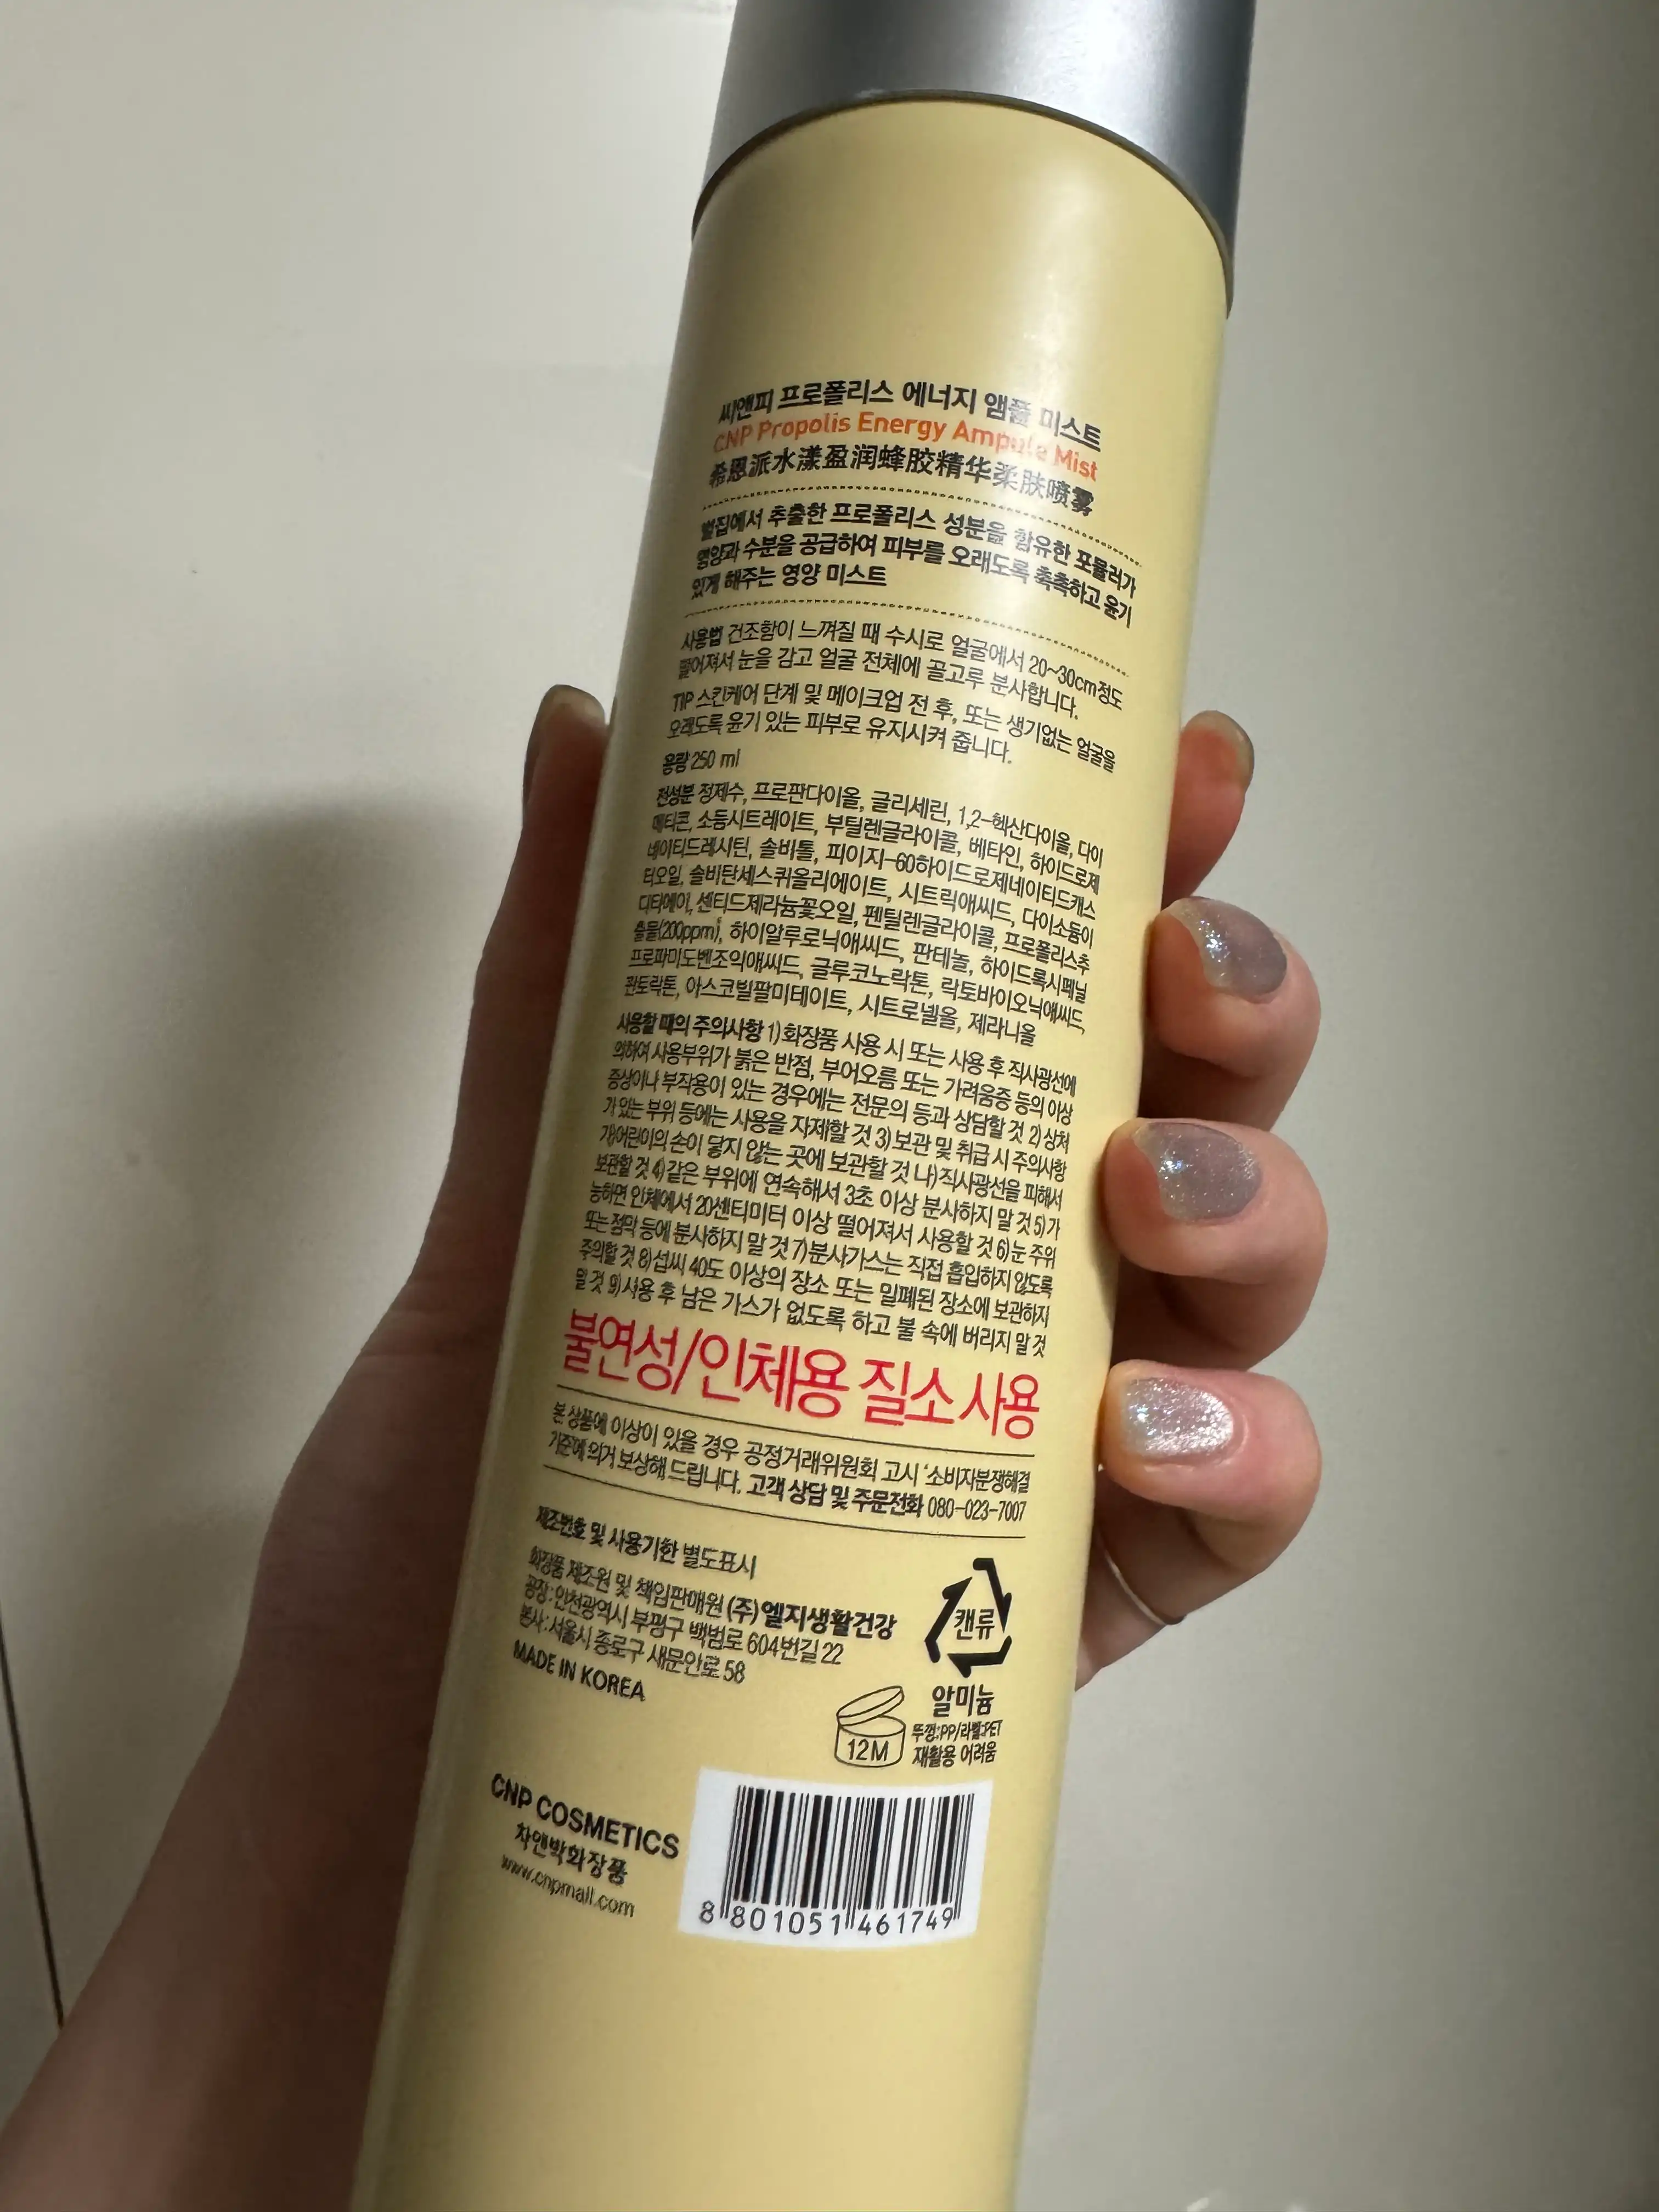 씨앤피 프로폴리스 에너지 앰플 미스트
CNP Propolis Energy Ampule Mist
希恩派水漾盈润蜂胶精华柔肤喷雾
벌집에서 추출한 프로폴리스 성분을 함유한 포뮬러가
영양과 수분을 공급하여 피부를 오래도록 촉촉하고 윤기
있게 해주는 영양 미스트
사용법 건조함이 느껴질 때 수시로 얼굴에서 20~30cm정도
떨어져서 눈을 감고 얼굴 전체에 골고루 분사합니다.
TIP 스킨케어 단계 및 메이크업 전 후, 또는 생기없는 얼굴을
오래도록 윤기 있는 피부로 유지시켜 줍니다.
용량 250 ml
전성분 정제수, 프로판다이올, 글리세린, 1,2-헥산다이올, 다이
메티콘, 소듐시트레이트, 부틸렌글라이콜, 베타인, 하이드로제
네이티드레시틴, 솔비톨, 피이지-60하이드로제네이티드캐스
터오일, 솔비탄세스퀴올리에이트, 시트릭애씨드, 다이소듐이
디티에이, 센티드제라늄꽃오일, 펜틸렌글라이콜, 프로폴리스추
출물(200ppm), 하이알루로닉애씨드, 판테놀, 하이드록시페닐
프로파미도벤조익애씨드, 글루코노락톤, 락토바이오닉애씨드,
판토락톤, 아스코빌팔미테이트, 시트로넬올, 제라니올
사용할 때의 주의사항 1)화장품 사용 시 또는 사용 후 직사광선에
의하여 사용부위가 붉은 반점, 부어오름 또는 가려움증 등의 이상
증상이나 부작용이 있는 경우에는 전문의 등과 상담할 것 2)상처
가 있는 부위 등에는 사용을 자제할 것 3)보관 및 취급 시 주의사항
가)어린이의 손이 닿지 않는 곳에 보관할 것 나)직사광선을 피해서
보관할 것 4)같은 부위에 연속해서 3초 이상 분사하지 말 것 5)가
능하면 인체에서 20센티미터 이상 떨어져서 사용할 것 6)눈 주위
또는 점막 등에 분사하지 말 것 7)분사가스는 직접 흡입하지 않도록
주의할 것 8)섭씨 40도 이상의 장소 또는 밀폐된 장소에 보관하지
말 것 9)사용 후 남은 가스가 없도록 하고 불 속에 버리지 말 것
불연성/인체용 질소 사용
본 상품에 이상이 있을 경우 공정거래위원회 고시 '소비자분쟁해결
기준'에 의거 보상해 드립니다. 고객 상담 및 주문전화 080-023-7007
제조번호 및 사용기한 별도표시
화장품 제조원 및 책임판매원 (주)엘지생활건강
공장:인천광역시 부평구 백범로 604번길 22
본사:서울시 종로구 새문안로 58
MADE IN KOREA
캔류
알미늄
뚜껑:PP/라벨:PET
재활용 어려움
12M
CNP COSMETICS
차앤박화장품
www.cnpmall.com
8 801051 461749